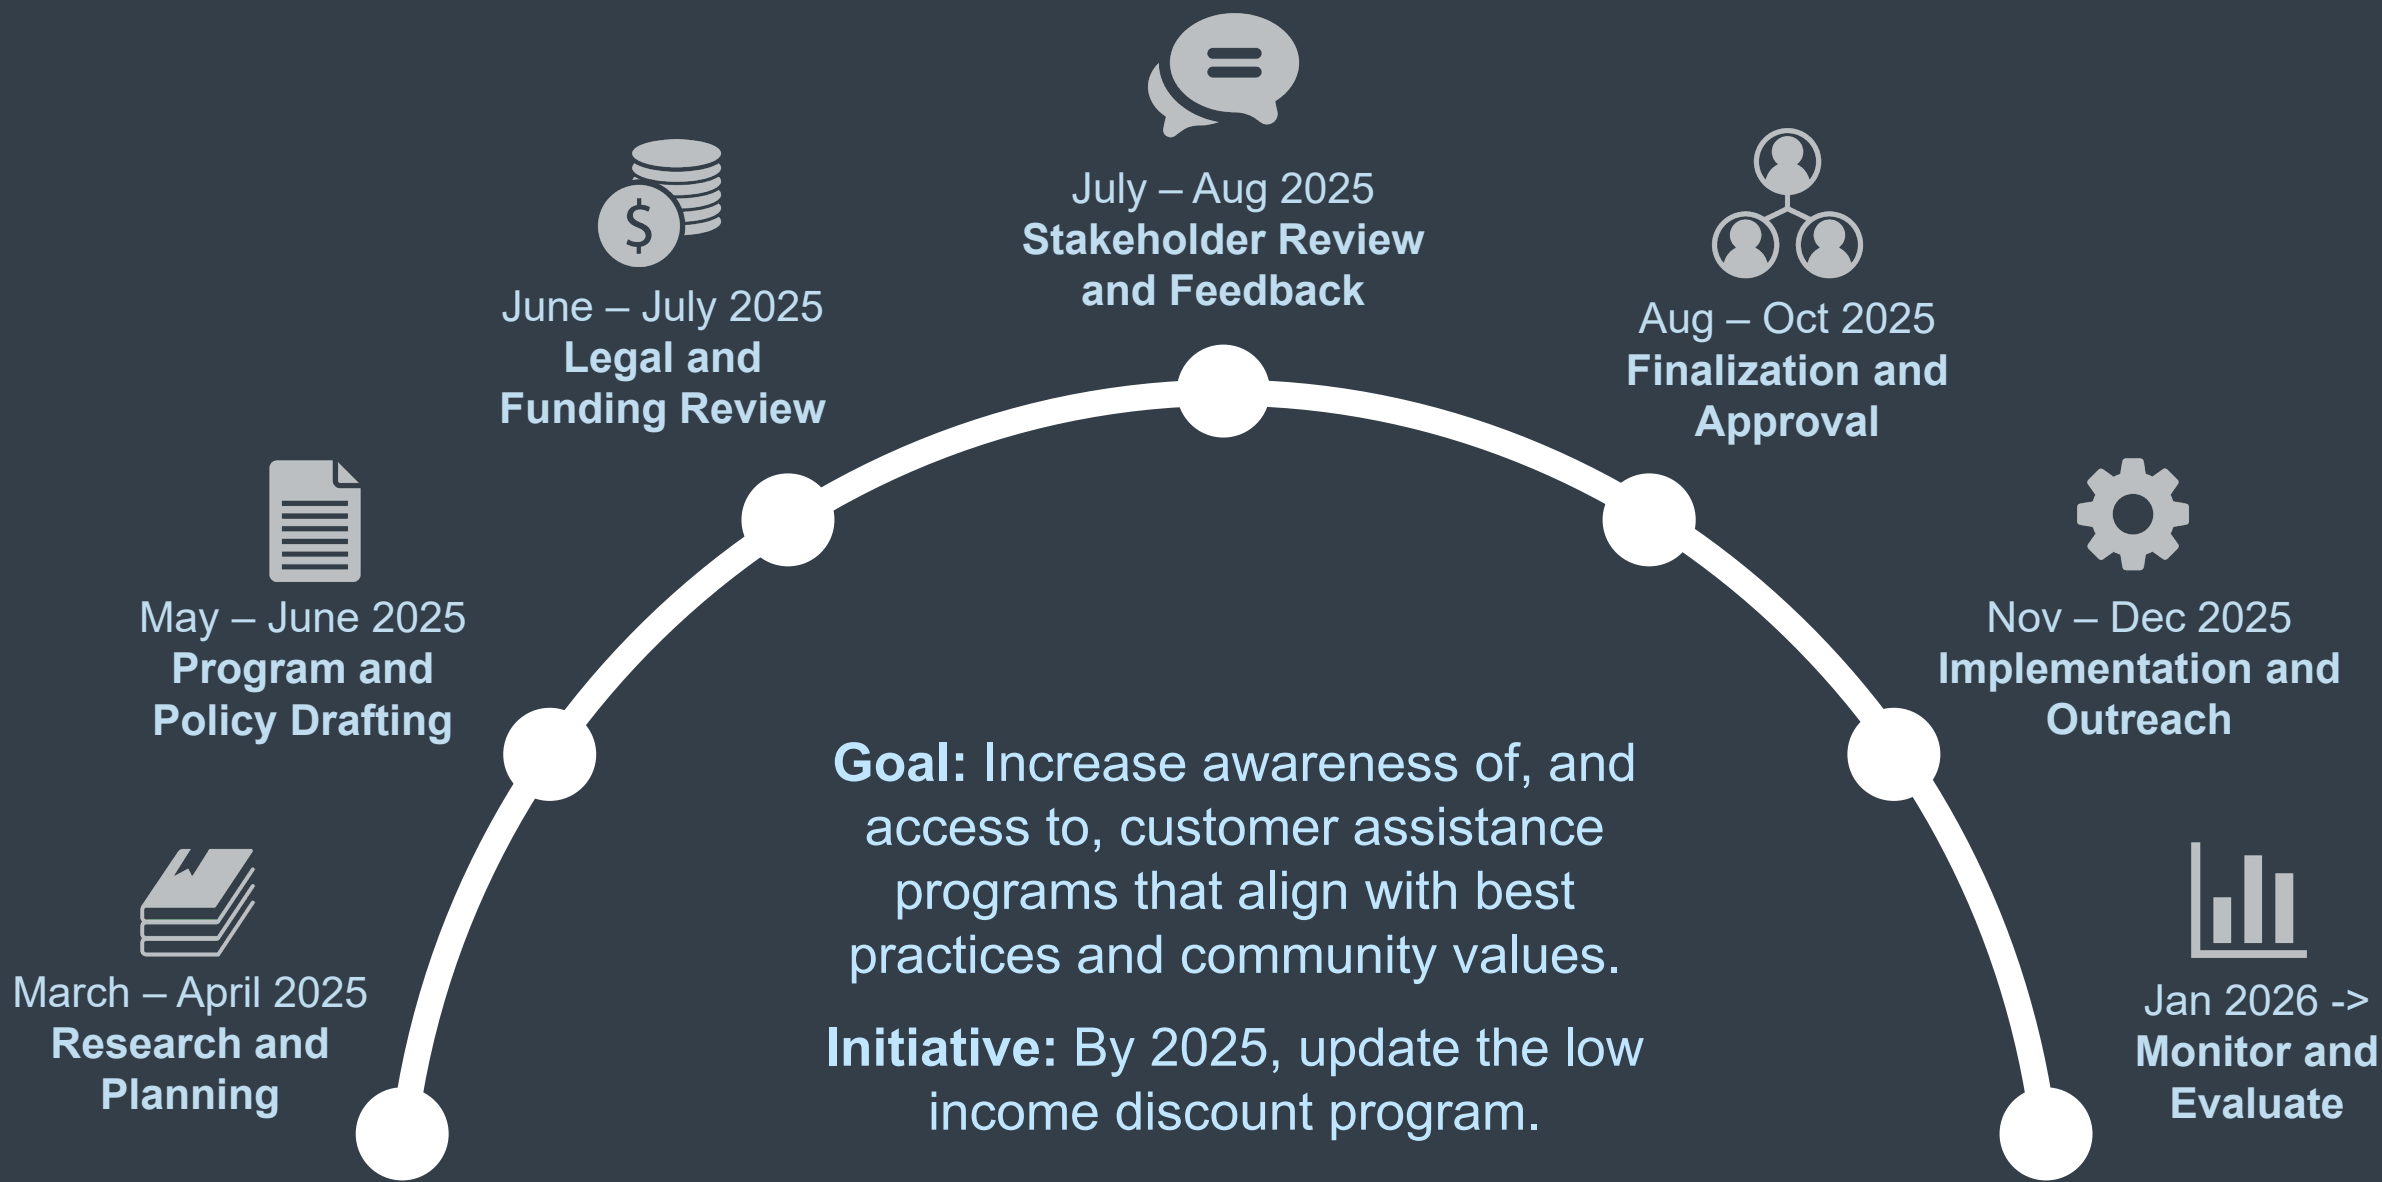 March – April 2025
Research and
Planning
May – June 2025
Program and
Policy Drafting
June – July 2025
Legal and
Funding Review
July – Aug 2025
Stakeholder Review
and Feedback
Aug – Oct 2025
Finalization and
Approval
Nov – Dec 2025
Implementation and
Outreach
Jan 2026 ->
Monitor and
Evaluate
Goal: Increase awareness of, and
access to, customer assistance
programs that align with best
practices and community values.
Initiative: By 2025, update the low
income discount program.
$